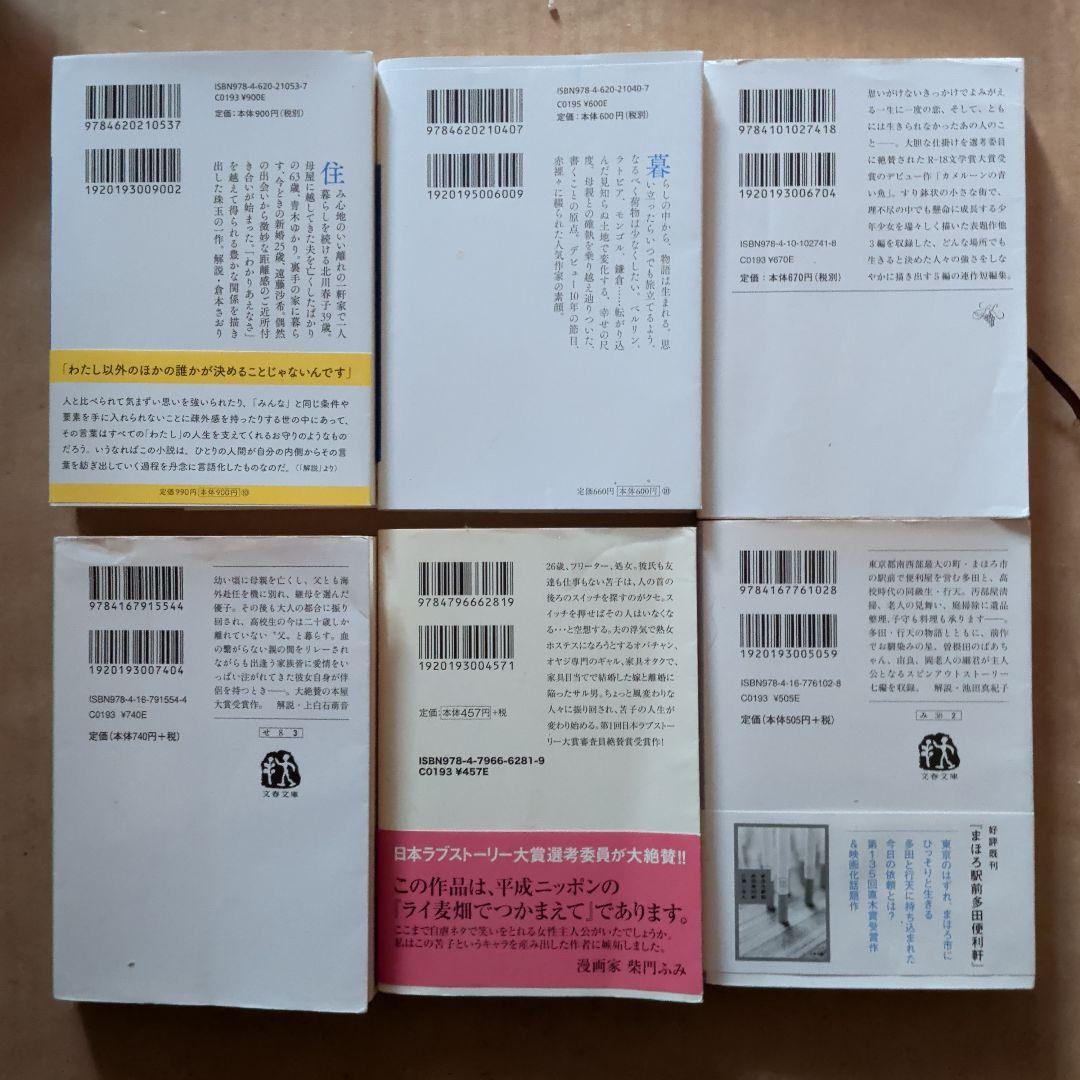 ISBN978-4-620-21053-7
C0193 ¥900E
定価：本体900円(税別)
9784620210537
1920193009002
住み心地のいい離れの一軒家で一人
暮らしを続ける北川春子39歳。
母屋に越してきた夫を亡くしたばかり
の63歳、青木ゆかり。裏手の家に暮ら
す、今どきの新婚25歳、遠藤沙希。偶然
の出会いから微妙な距離感のご近所付
き合いが始まった。「わかりあえなさ」
を越えて得られる豊かな関係を描き
出した珠玉の一作。解説・倉本さおり
「わたし以外のほかの誰かが決めることじゃないんです」
人と比べられて気まずい思いを強いられたり、「みんな」と同じ条件や
要素を手に入れられないことに疎外感を持ったりする世の中にあって、
その言葉はすべての「わたし」の人生を支えてくれるお守りのようなもの
だろう。いうなればこの小説は、ひとりの人間が自分の内側からその言
葉を紡ぎ出していく過程を丹念に言語化したものなのだ。(「解説」より)
定価990円 本体900円⑩
ISBN978-4-620-21040-7
C0195 ¥600E
定価：本体600円(税別)
9784620210407
1920195006009
暮らしの中から、物語は生まれる。思
い立ったらいつでも旅立てるよう、
なるべく荷物は少なくしたい。ベルリン、
ラトビア、モンゴル、鎌倉……転がり込
んだ見知らぬ土地で変化する、幸せの尺
度。母親との確執を乗り越え辿りついた、
書くことの原点。デビュー10年の節目、
赤裸々に綴られた人気作家の素顔。
定価660円 本体600円⑩
9784101027418
1920193006704
ISBN978-4-10-102741-8
C0193 ¥670E
定価：本体670円(税別)
思いがけないきっかけでよみがえ
る一生に一度の恋、そして、とも
には生きられなかったあの人のこ
と――。大胆な仕掛けを選考委員
に絶賛されたR-18文学賞大賞受
賞のデビュー作「カメルーンの青
い魚」。すり鉢状の小さな街で、
理不尽の中でも懸命に成長する少
年少女を瑞々しく描いた表題作他
3編を収録した、どんな場所でも
生きると決めた人々の強さをしな
やかに描き出す5編の連作短編集。
9784167915544
1920193007404
ISBN978-4-16-791554-4
C0193 ¥740E
定価(本体740円+税)
幼い頃に母親を亡くし、父とも海
外赴任を機に別れ、継母を選んだ
優子。その後も大人の都合に振り
回され、高校生の今は二十歳しか
離れていない〝父〟と暮らす。血
の繋がらない親の間をリレーされ
ながらも出逢う家族皆に愛情をい
っぱい注がれてきた彼女自身が伴
侶を持つとき――。大絶賛の本屋
大賞受賞作。 解説・上白石萌音
せ 8 3
文春文庫
9784796662819
1920193004571
定価：本体457円+税
ISBN978-4-7966-6281-9
C0193 ¥457E
26歳、フリーター、処女。彼氏も友
達も仕事もない苫子は、人の首の
後ろのスイッチを探すのがクセ。ス
イッチを押せばその人はいなくな
る・・・と空想する。夫の浮気で熟女
ホステスになろうとするオバチャン、
オヤジ専門のギャル、家具オタクで、
家具目当てで結婚した嫁と離婚に
陥ったサル男。ちょっと風変わりな
人々に振り回され、苫子の人生が
変わり始める。第1回日本ラブストー
リー大賞審査員絶賛賞受賞作!
日本ラブストーリー大賞選考委員が大絶賛!!
この作品は、平成ニッポンの
『ライ麦畑でつかまえて』であります。
ここまで自虐ネタで笑いをとれる女性主人公がいたでしょうか。
私はこの苫子というキャラを産み出した作者に嫉妬しました。
漫画家 柴門ふみ
9784167761028
1920193005059
ISBN978-4-16-776102-8
C0193 ¥505E
定価(本体505円+税)
東京都南西部最大の町・まほろ市
の駅前で便利屋を営む多田と、高
校時代の同級生・行天。汚部屋清
掃、老人の見舞い、庭掃除に遺品
整理、子守も料理も承ります――。
多田・行天の物語とともに、前作
でお馴染みの星、曽根田のばあち
ゃん、由良、岡老人の細君が主人
公となるスピンアウトストーリー
七編を収録。 解説・池田真紀子
み 36 2
文春文庫
好評既刊
『まほろ駅前多田便利軒』
東京のはずれ、まほろ市に
ひっそりと生きる
多田と行天に持ち込まれた
今日の依頼とは？
第135回直木賞受賞作
&映画化話題作